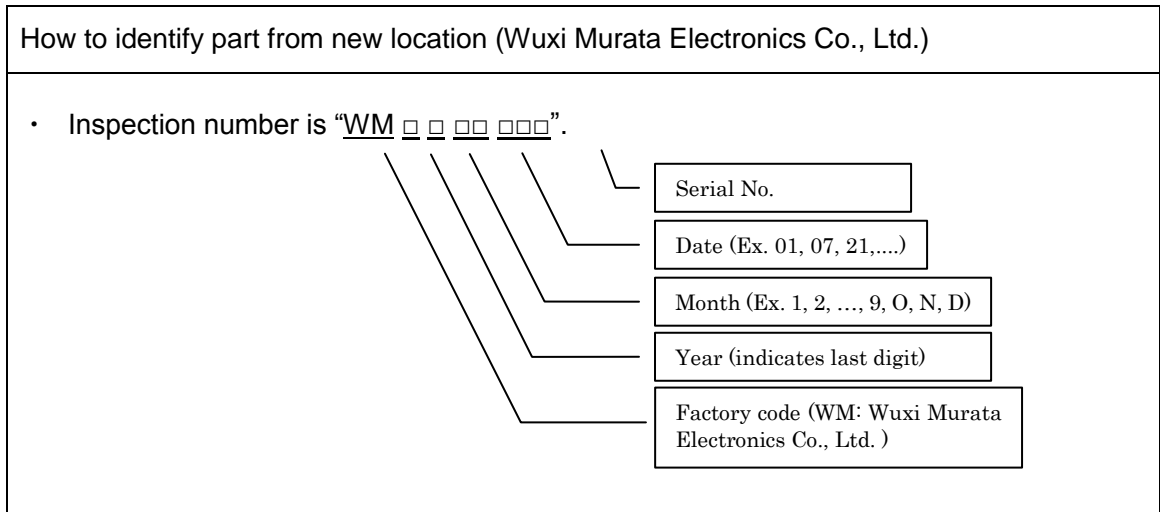 How to identify part from new location (Wuxi Murata Electronics Co., Ltd.)
・ Inspection number is “WM □ □ □□ □□□”.
Serial No.
Date (Ex. 01, 07, 21,....)
Month (Ex. 1, 2, …, 9, O, N, D)
Year (indicates last digit)
Factory code (WM: Wuxi Murata
Electronics Co., Ltd. )